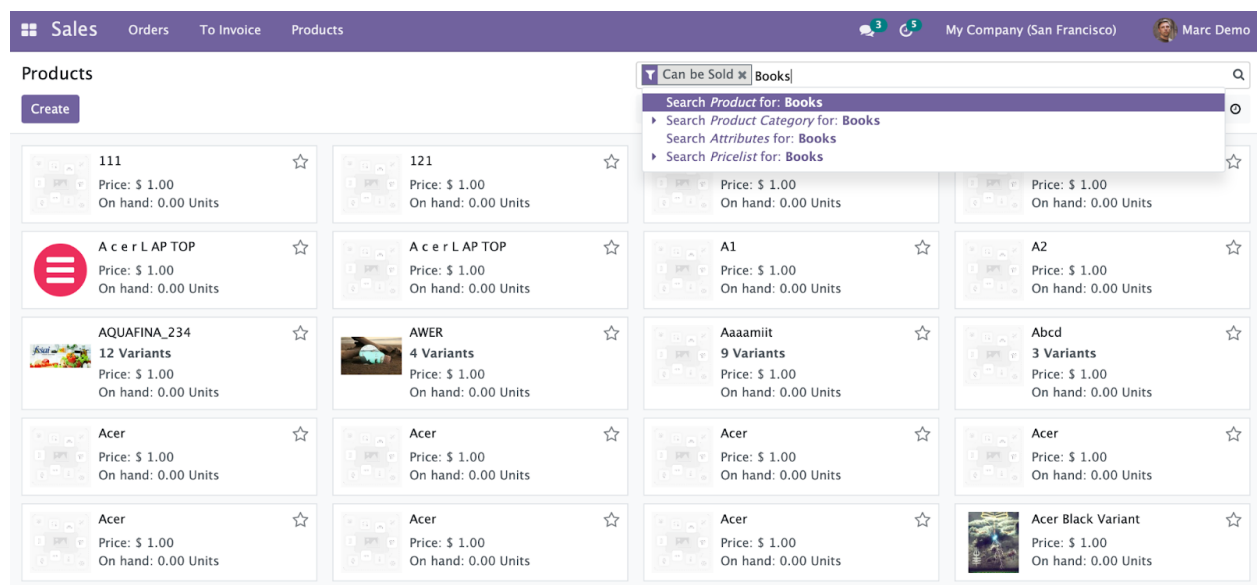 Sales Orders To Invoice Products 3 5 My Company (San Francisco) Marc Demo
Products
Can be Sold ✖ Books
Create
Search Product for: Books
Search Product Category for: Books
Search Attributes for: Books
Search Pricelist for: Books
111
Price: $ 1.00
On hand: 0.00 Units
121
Price: $ 1.00
On hand: 0.00 Units
Price: $ 1.00
On hand: 0.00 Units
Price: $ 1.00
On hand: 0.00 Units
A c e r L AP TOP
Price: $ 1.00
On hand: 0.00 Units
A c e r L AP TOP
Price: $ 1.00
On hand: 0.00 Units
A1
Price: $ 1.00
On hand: 0.00 Units
A2
Price: $ 1.00
On hand: 0.00 Units
AQUAFINA_234
12 Variants
Price: $ 1.00
On hand: 0.00 Units
AWER
4 Variants
Price: $ 1.00
On hand: 0.00 Units
Aaaamiit
9 Variants
Price: $ 1.00
On hand: 0.00 Units
Abcd
3 Variants
Price: $ 1.00
On hand: 0.00 Units
Acer
Price: $ 1.00
On hand: 0.00 Units
Acer
Price: $ 1.00
On hand: 0.00 Units
Acer
Price: $ 1.00
On hand: 0.00 Units
Acer
Price: $ 1.00
On hand: 0.00 Units
Acer
Price: $ 1.00
On hand: 0.00 Units
Acer
Price: $ 1.00
On hand: 0.00 Units
Acer
Price: $ 1.00
On hand: 0.00 Units
Acer Black Variant
Price: $ 1.00
On hand: 0.00 Units